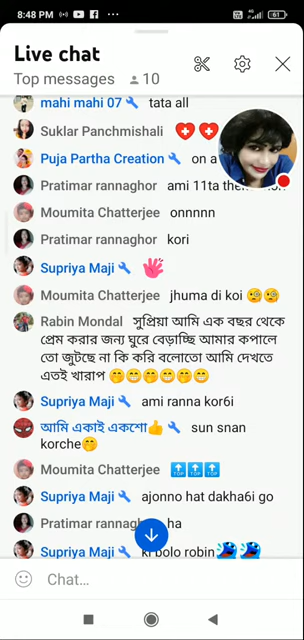 8:48 PM
4G
61
Live chat
Top messages 10
mahi mahi 07 tata all
Suklar Panchmishali
Puja Partha Creation on a
Pratimar rannaghor ami 11ta
Moumita Chatterjee onnnnn
Pratimar rannaghor kori
Supriya Maji
Moumita Chatterjee jhuma di koi
Rabin Mondal সুপ্রিয়া আমি এক বছর থেকে
প্রেম করার জন্য ঘুরে বেড়াচ্ছি আমার কপালে
তো জুটছে না কি করি বলোতো আমি দেখতে
এতই খারাপ
Supriya Maji ami ranna kor6i
আমি একাই একশো sun snan
korche
Moumita Chatterjee
Supriya Maji ajonno hat dakha6i go
Pratimar ha
Supriya Maji ki bolo robin
Chat...